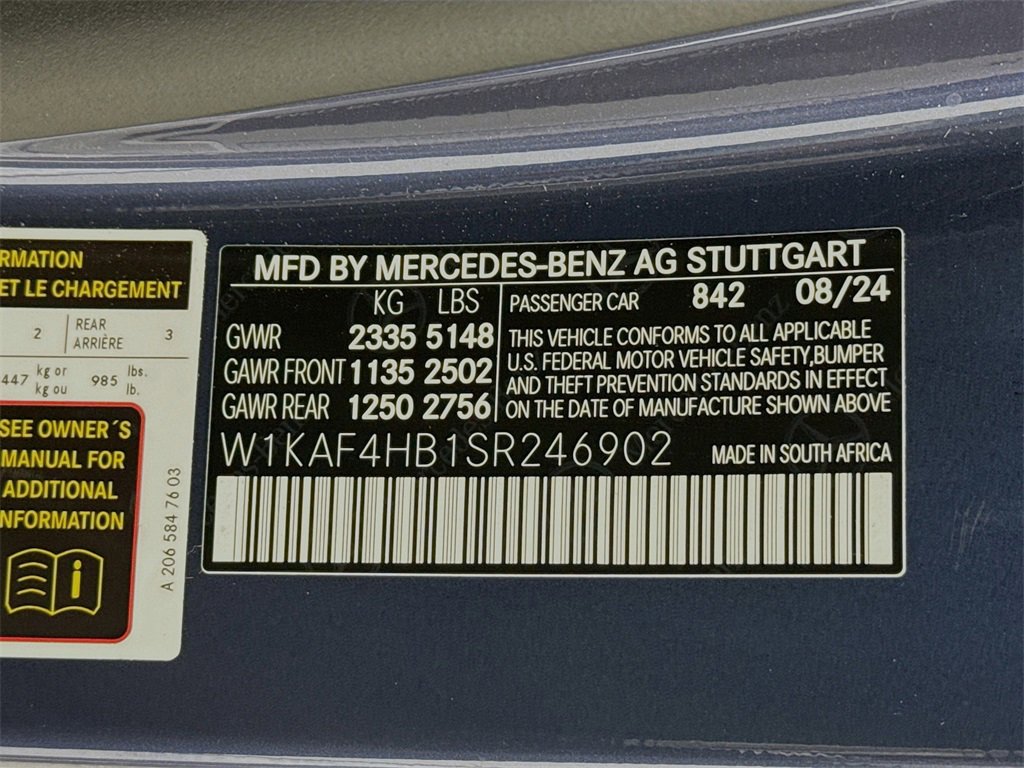 RMATION
ET LE CHARGEMENT
2 REAR ARRIÈRE 3
447 kg or kg ou 985 lbs. lb.
SEE OWNER´S
MANUAL FOR
ADDITIONAL
INFORMATION
A 206 584 76 03
MFD BY MERCEDES-BENZ AG STUTTGART
KG LBS
GVWR 2335 5148
GAWR FRONT 1135 2502
GAWR REAR 1250 2756
PASSENGER CAR 842 08/24
THIS VEHICLE CONFORMS TO ALL APPLICABLE
U.S. FEDERAL MOTOR VEHICLE SAFETY,BUMPER
AND THEFT PREVENTION STANDARDS IN EFFECT
ON THE DATE OF MANUFACTURE SHOWN ABOVE
W1KAF4HB1SR246902 MADE IN SOUTH AFRICA